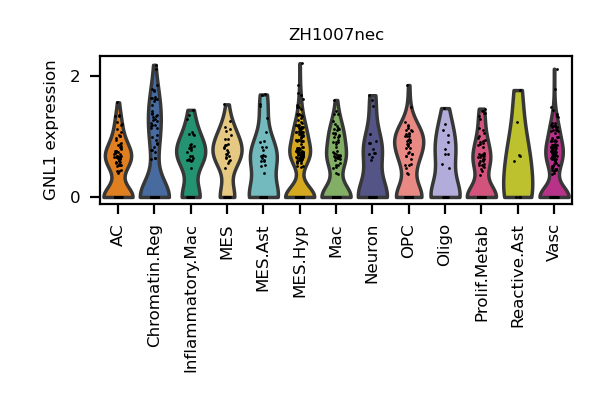 ZH1007nec
GNL1 expression
2
0
AC
Chromatin.Reg
Inflammatory.Mac
MES
MES.Ast
MES.Hyp
Mac
Neuron
OPC
Oligo
Prolif.Metab
Reactive.Ast
Vasc